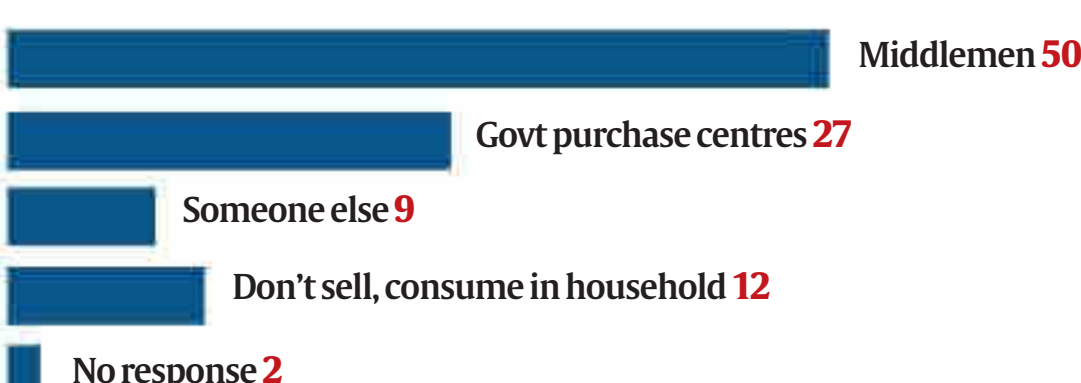 Middlemen 50
Govt purchase centres 27
Someone else 9
Don’t sell, consume in household 12
No response 2